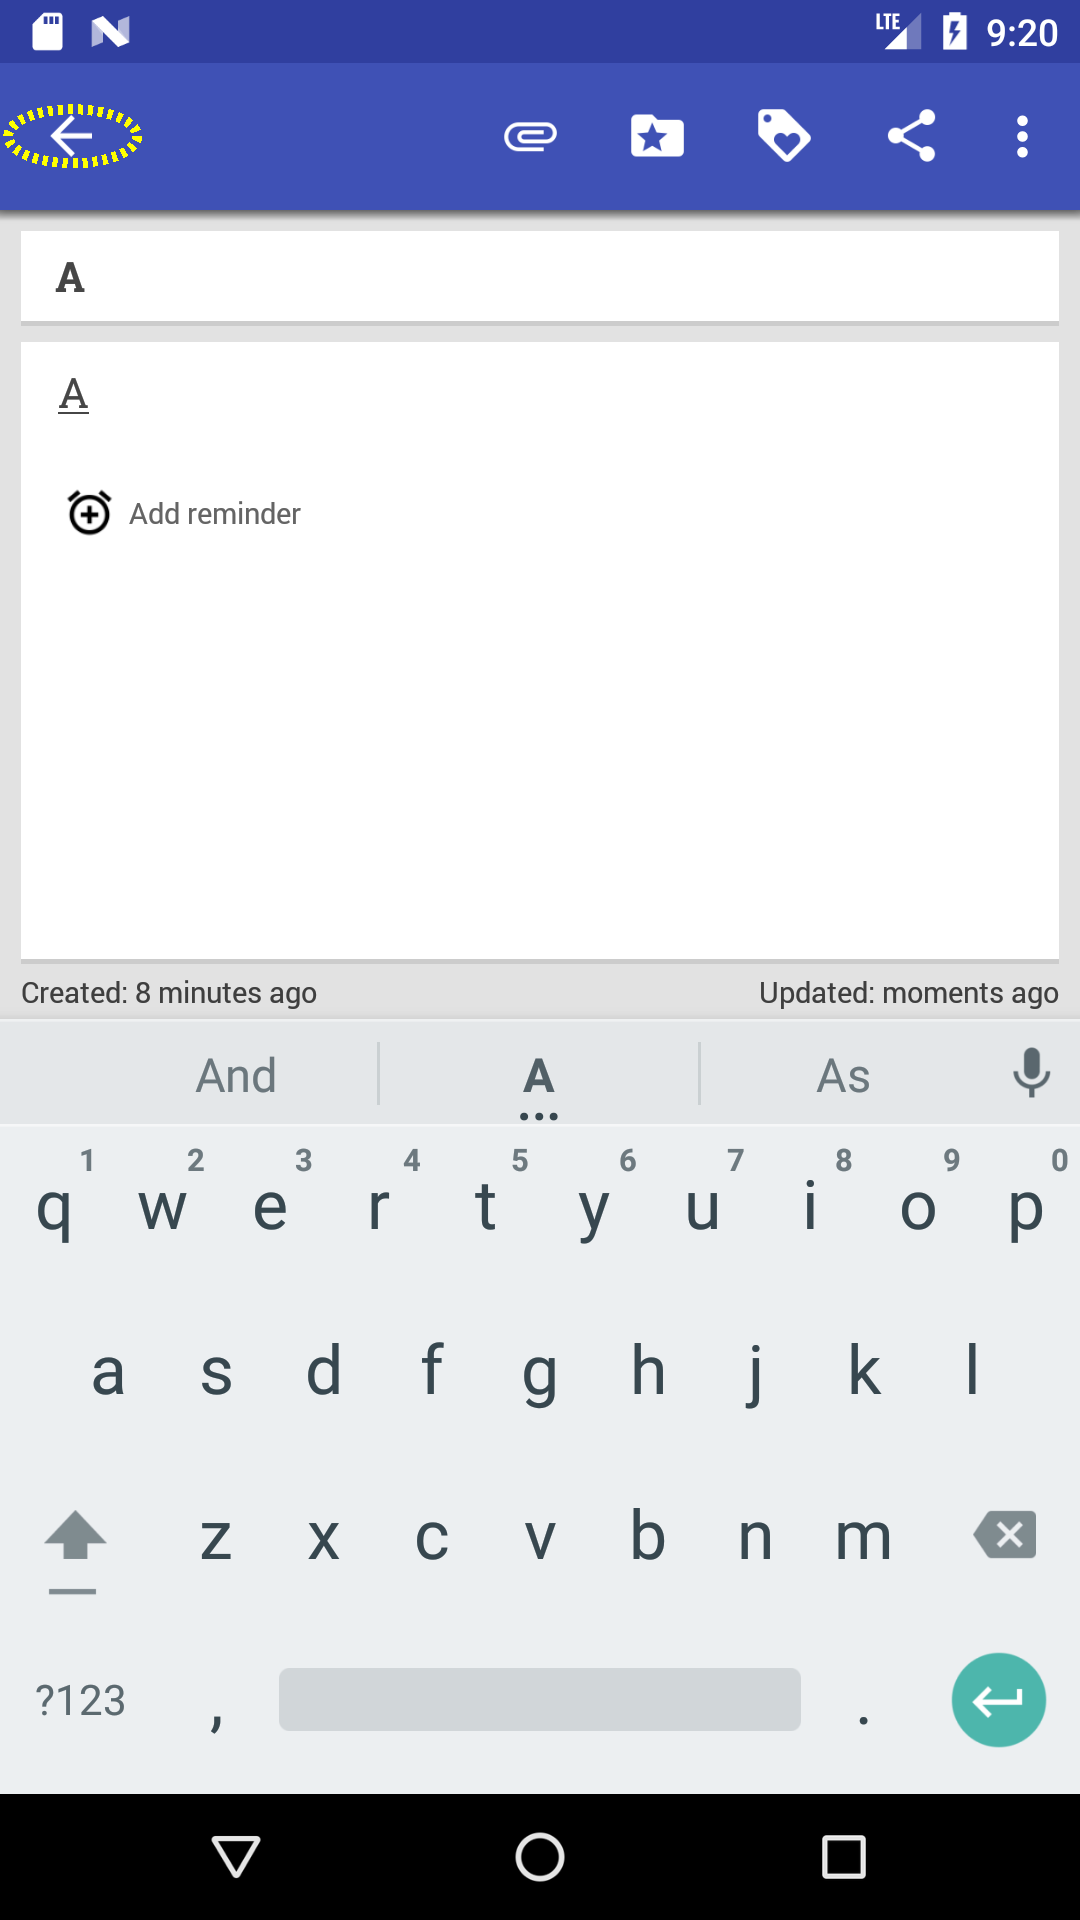 LTE 9:20
A
A
Add reminder
Created: 8 minutes ago Updated: moments ago
And A As
1 2 3 4 5 6 7 8 9 0
q w e r t y u i o p
a s d f g h j k l
z x c v b n m
?123 , .